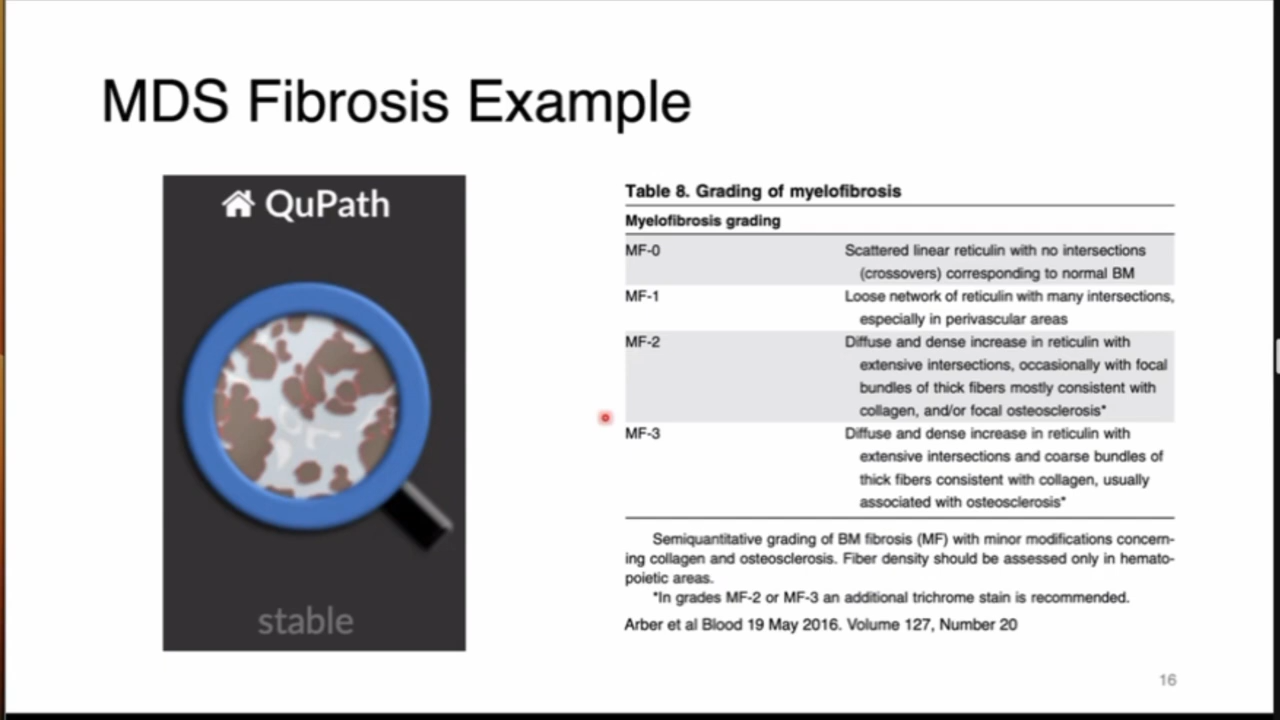 MDS Fibrosis Example
QuPath
stable
Table 8. Grading of myelofibrosis
Myelofibrosis grading
MF-0 Scattered linear reticulin with no intersections
(crossovers) corresponding to normal BM
MF-1 Loose network of reticulin with many intersections,
especially in perivascular areas
MF-2 Diffuse and dense increase in reticulin with
extensive intersections, occasionally with focal
bundles of thick fibers mostly consistent with
collagen, and/or focal osteosclerosis*
MF-3 Diffuse and dense increase in reticulin with
extensive intersections and coarse bundles of
thick fibers consistent with collagen, usually
associated with osteosclerosis*
Semiquantitative grading of BM fibrosis (MF) with minor modifications concern-
ing collagen and osteosclerosis. Fiber density should be assessed only in hemato-
poietic areas.
*In grades MF-2 or MF-3 an additional trichrome stain is recommended.
Arber et al Blood 19 May 2016. Volume 127, Number 20
16